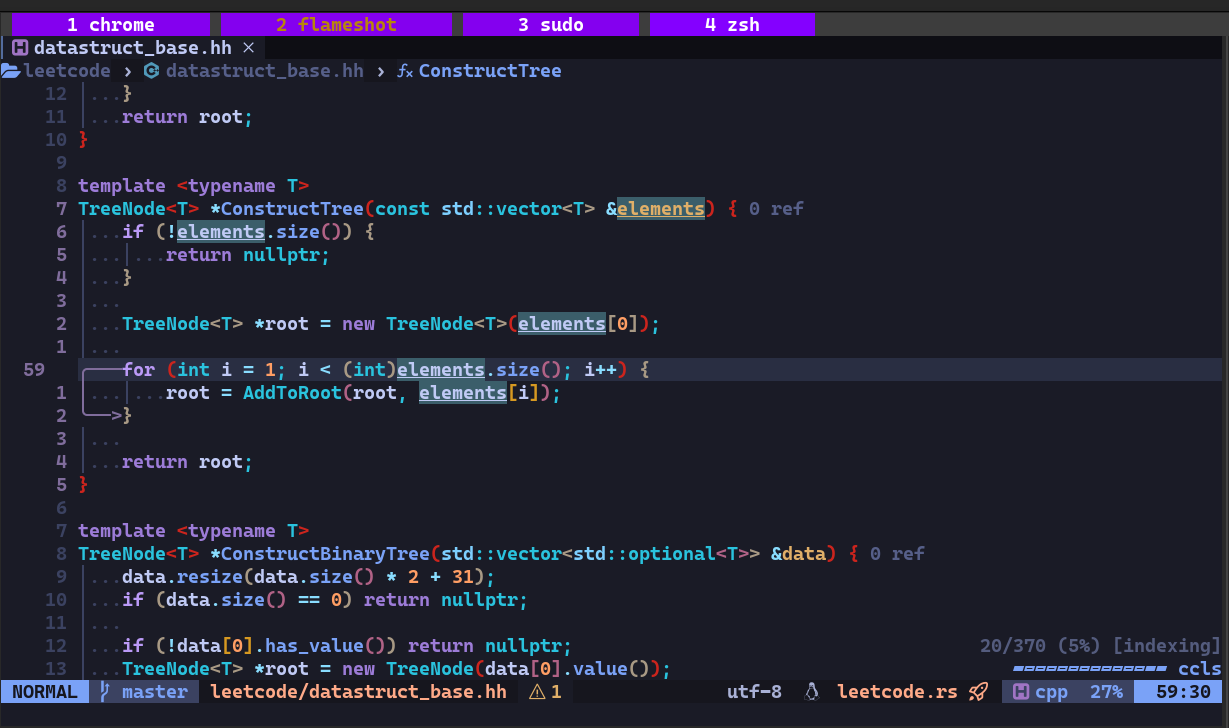 1 chrome 2 flameshot 3 sudo 4 zsh
datastruct_base.hh ×
leetcode › datastruct_base.hh › fx ConstructTree
12 ...}
11 ...return root;
10 }
9
8 template <typename T>
7 TreeNode<T> *ConstructTree(const std::vector<T> &elements) { 0 ref
6 ...if (!elements.size()) {
5 ... ...return nullptr;
4 ...}
3 ...
2 ...TreeNode<T> *root = new TreeNode<T>(elements[0]);
1 ...
59 for (int i = 1; i < (int)elements.size(); i++) {
1 ... ...root = AddToRoot(root, elements[i]);
2 >}
3 ...
4 ...return root;
5 }
6
7 template <typename T>
8 TreeNode<T> *ConstructBinaryTree(std::vector<std::optional<T>> &data) { 0 ref
9 ...data.resize(data.size() * 2 + 31);
10 ...if (data.size() == 0) return nullptr;
11 ...
12 ...if (!data[0].has_value()) return nullptr; 20/370 (5%) [indexing]
13 ...TreeNode<T> *root = new TreeNode(data[0].value()); ccls
NORMAL master leetcode/datastruct_base.hh 1 utf-8 leetcode.rs H cpp 27% 59:30